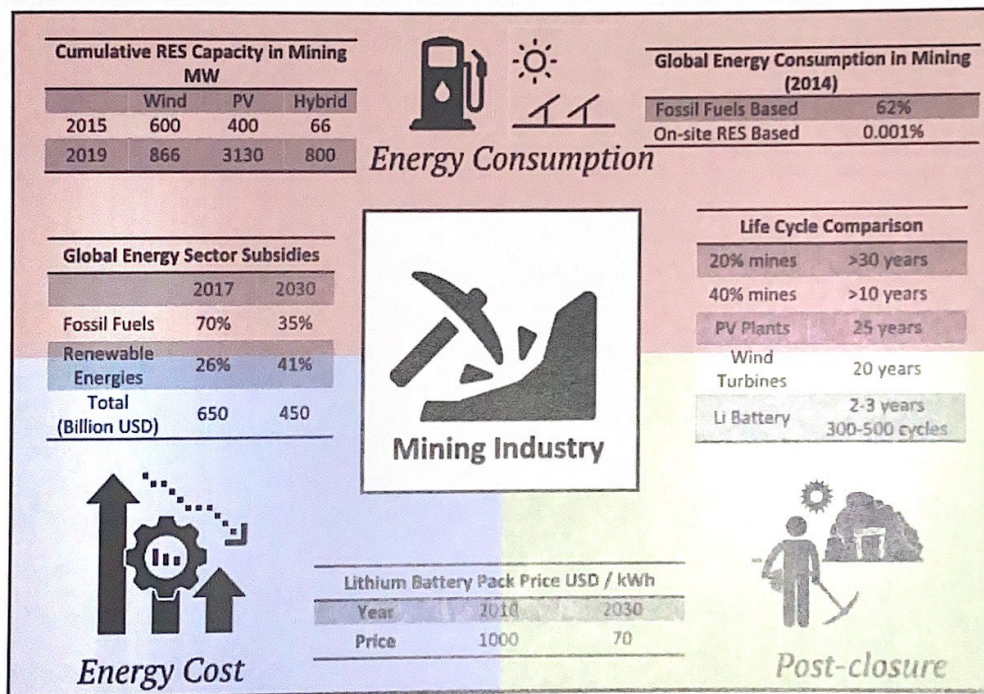 Cumulative RES Capacity in Mining
MW
Wind PV Hybrid
2015 600 400 66
2019 866 3130 800
Energy Consumption
Global Energy Consumption in Mining
(2014)
Fossil Fuels Based 62%
On-site RES Based 0.001%
Global Energy Sector Subsidies
2017 2030
Fossil Fuels 70% 35%
Renewable
Energies 26% 41%
Total
(Billion USD) 650 450
Mining Industry
Life Cycle Comparison
20% mines >30 years
40% mines >10 years
PV Plants 25 years
Wind
Turbines 20 years
Li Battery 2-3 years
300-500 cycles
Energy Cost
Lithium Battery Pack Price USD / kWh
Year 2010 2030
Price 1000 70
Post-closure